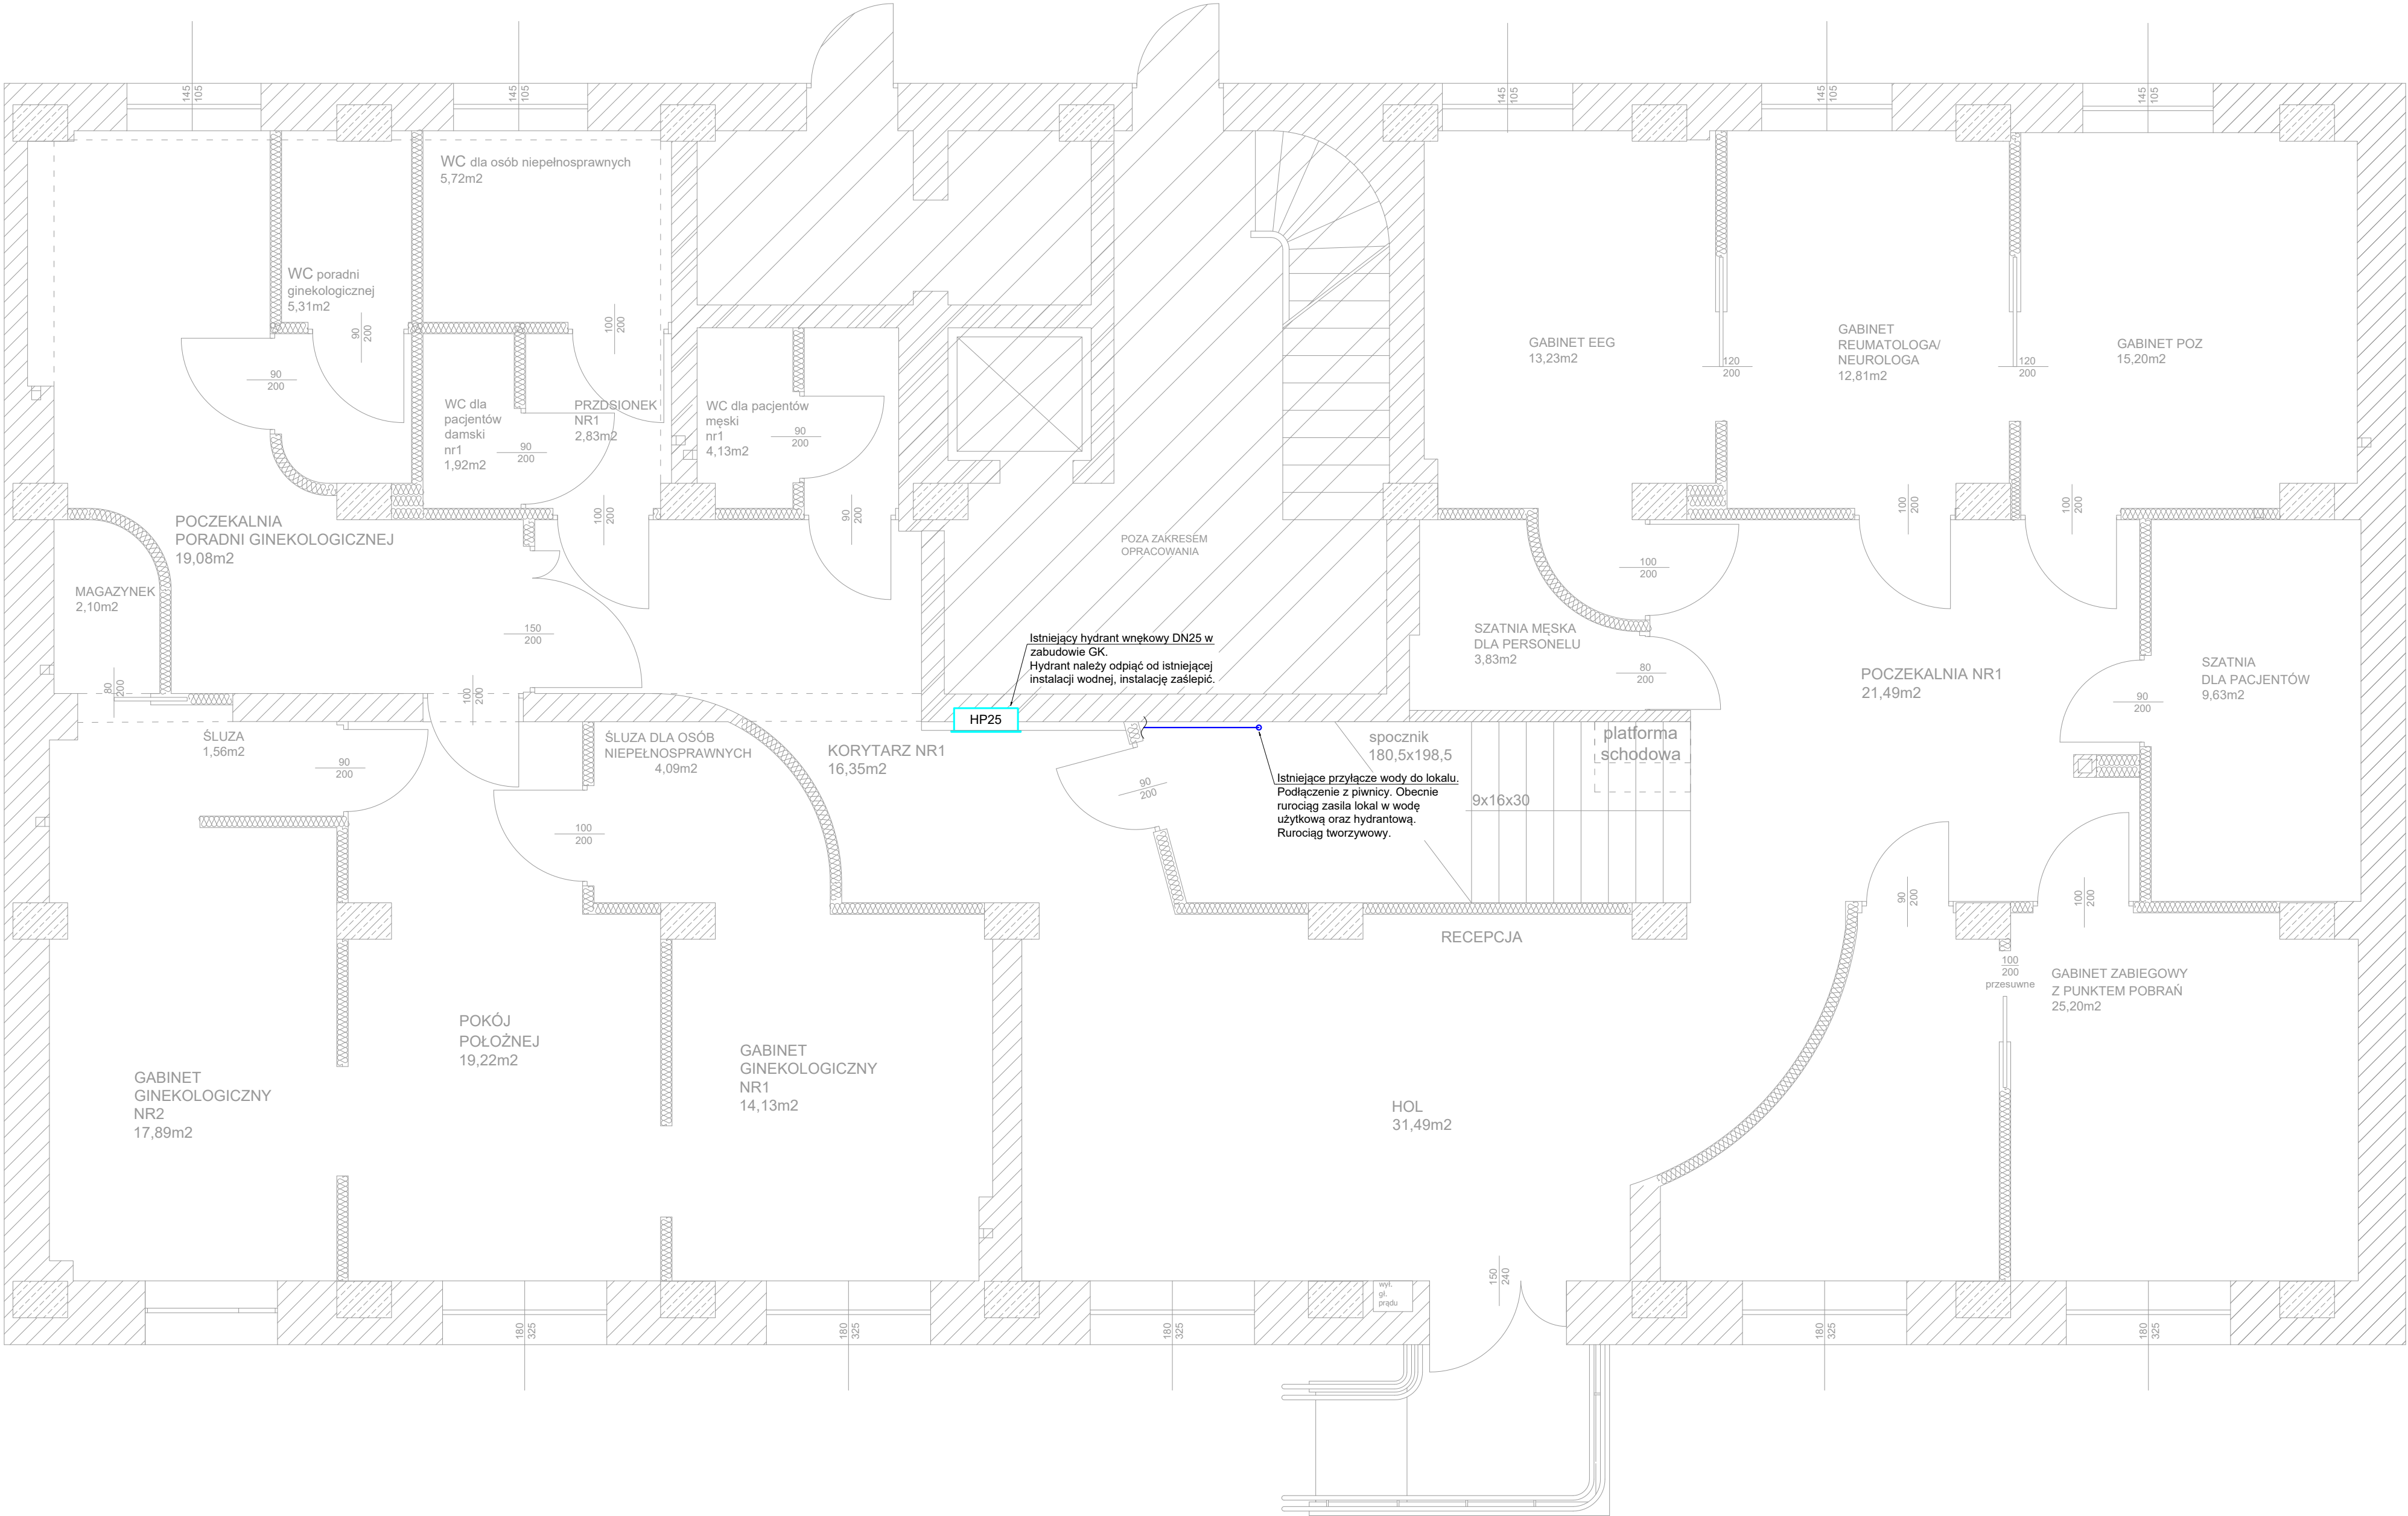 145
105
145
105
145
105
145
105
145
105
WC dla osób niepełnosprawnych
5,72m2
WC poradni
ginekologicznej
5,31m2
90
200
100
200
90
200
WC dla
pacjentów
damski
nr1
1,92m2
PRZDSIONEK
NR1
2,83m2
90
200
WC dla pacjentów
męski
nr1
4,13m2
90
200
GABINET EEG
13,23m2
120
200
GABINET
REUMATOLOGA/
NEUROLOGA
12,81m2
120
200
GABINET POZ
15,20m2
POCZEKALNIA
PORADNI GINEKOLOGICZNEJ
19,08m2
100
200
90
200
100
200
100
200
POZA ZAKRESEM
OPRACOWANIA
MAGAZYNEK
2,10m2
80
200
150
200
100
200
100
200
SZATNIA MĘSKA
DLA PERSONELU
3,83m2
80
200
POCZEKALNIA NR1
21,49m2
SZATNIA
DLA PACJENTÓW
9,63m2
90
200
Istniejący hydrant wnękowy DN25 w
zabudowie GK.
Hydrant należy odpiąć od istniejącej
instalacji wodnej, instalację zaślepić.
HP25
ŚLUZA
1,56m2
90
200
ŚLUZA DLA OSÓB
NIEPEŁNOSPRAWNYCH
4,09m2
100
200
KORYTARZ NR1
16,35m2
90
200
spocznik
180,5x198,5
platforma
schodowa
Istniejące przyłącze wody do lokalu.
Podłączenie z piwnicy. Obecnie
rurociąg zasila lokal w wodę
użytkową oraz hydrantową.
Rurociąg tworzywowy.
9x16x30
90
200
100
200
RECEPCJA
100
200
przesuwne
GABINET ZABIEGOWY
Z PUNKTEM POBRAŃ
25,20m2
POKÓJ
POŁOŻNEJ
19,22m2
GABINET
GINEKOLOGICZNY
NR1
14,13m2
GABINET
GINEKOLOGICZNY
NR2
17,89m2
HOL
31,49m2
150
240
wył.
gł.
prądu
180
325
180
325
180
325
180
325
180
325